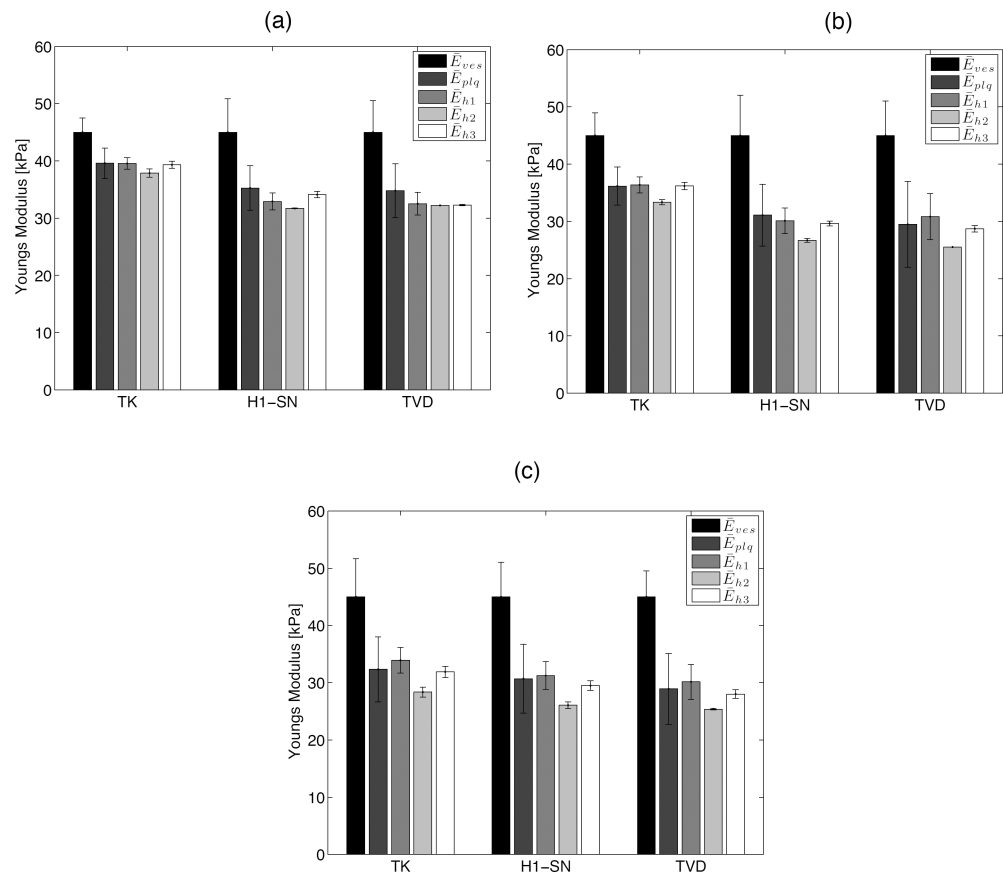 (a)
60
50
40
30
20
10
0
Youngs Modulus [kPa]
TK H1−SN TVD
Ē_ves
Ē_plq
Ē_h1
Ē_h2
Ē_h3
(b)
60
50
40
30
20
10
0
Youngs Modulus [kPa]
TK H1−SN TVD
Ē_ves
Ē_plq
Ē_h1
Ē_h2
Ē_h3
(c)
60
50
40
30
20
10
0
Youngs Modulus [kPa]
TK H1−SN TVD
Ē_ves
Ē_plq
Ē_h1
Ē_h2
Ē_h3